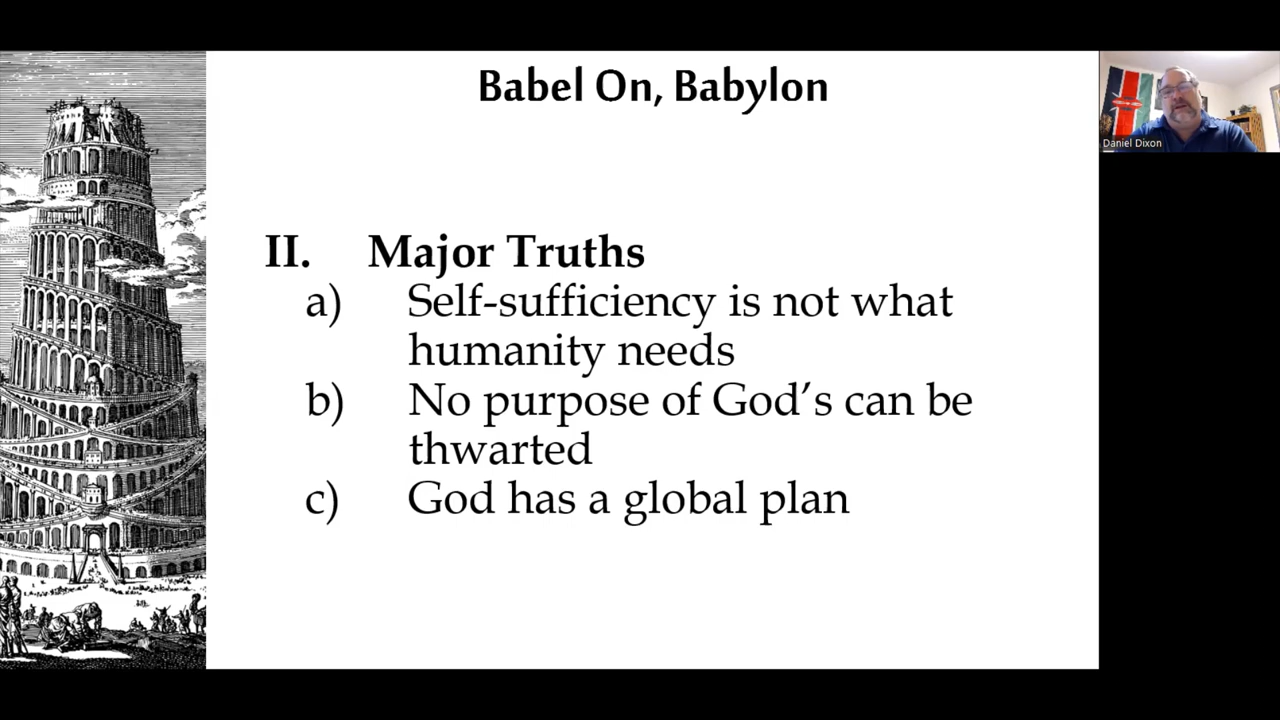 Babel On, Babylon
II. Major Truths
a) Self-sufficiency is not what
humanity needs
b) No purpose of God’s can be
thwarted
c) God has a global plan
Daniel Dixon